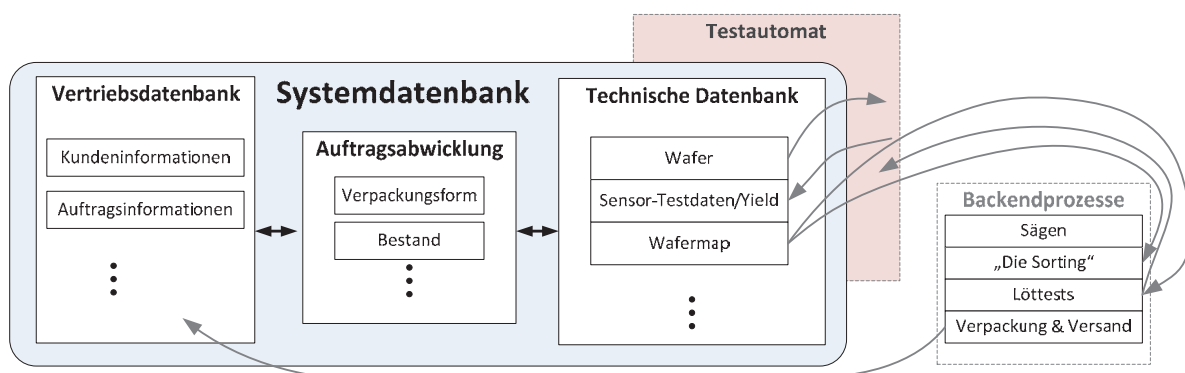 Testautomat
Systemdatenbank
Vertriebsdatenbank
Kundeninformationen
Auftragsinformationen
Auftragsabwicklung
Verpackungsform
Bestand
Technische Datenbank
Wafer
Sensor-Testdaten/Yield
Wafermap
Backendprozesse
Sägen
„Die Sorting“
Löttests
Verpackung & Versand